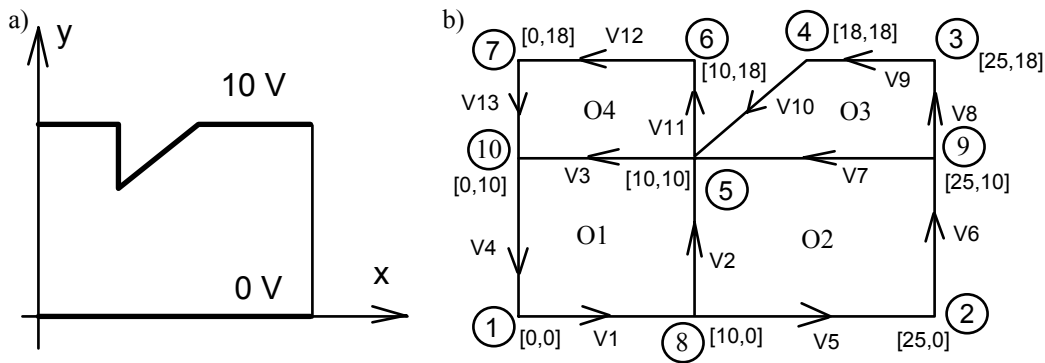 a)
y
10 V
0 V
x
b)
7 [0,18] V12 6 4 [18,18] 3
[10,18] V9 [25,18]
V13 O4 V11 V10 O3 V8
10 V3 [10,10] V7 9
[0,10] 5 [25,10]
V4 O1 V2 O2 V6
1 [0,0] V1 8 [10,0] V5 [25,0] 2